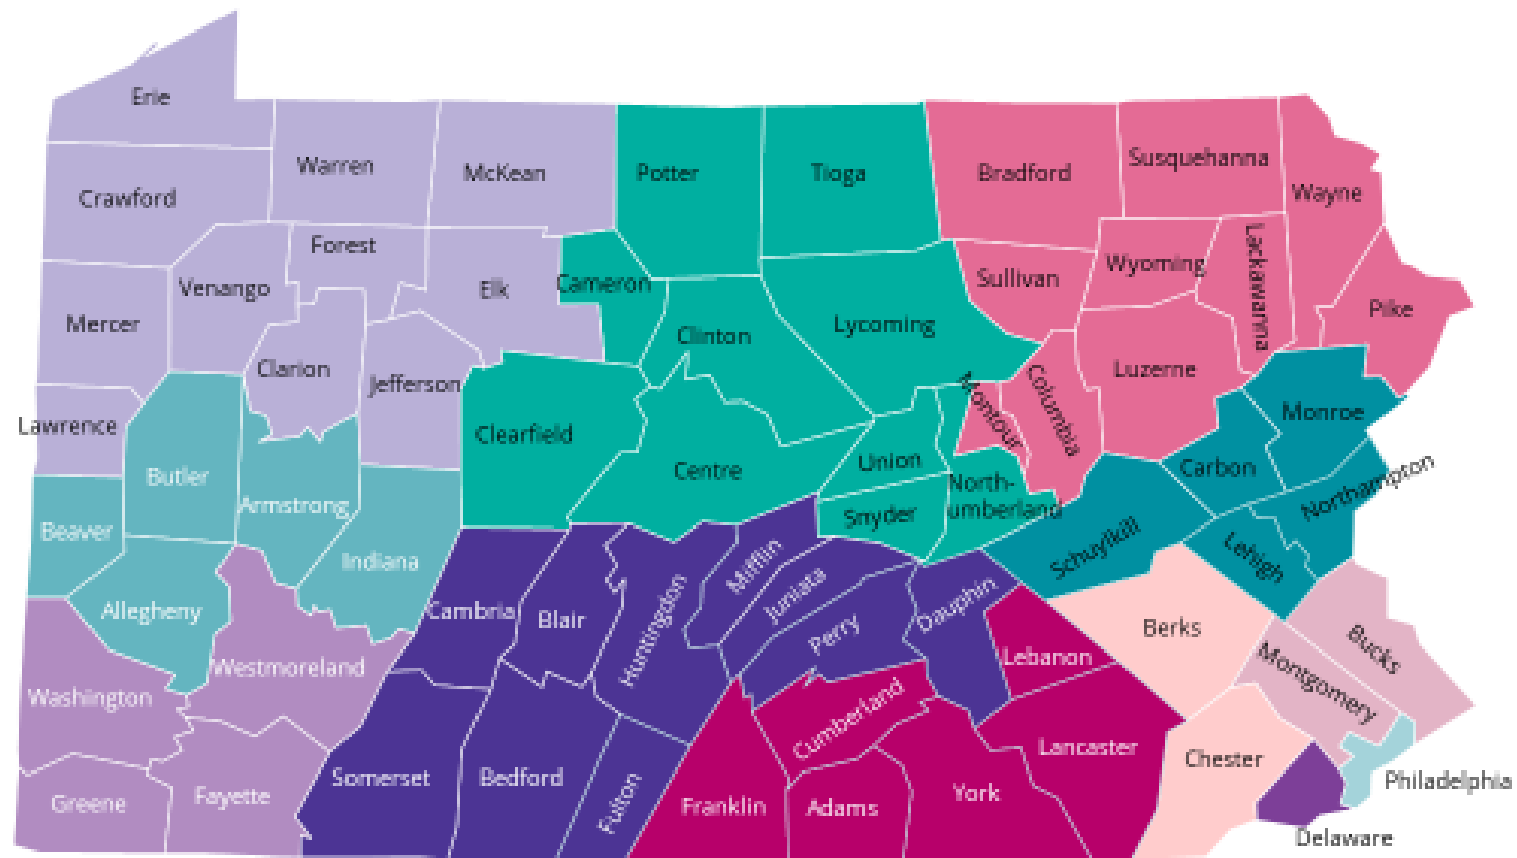 Erie
Warren
McKean
Potter
Tioga
Bradford
Susquehanna
Wayne
Crawford
Forest
Venango
Elk
Cameron
Sullivan
Wyoming
Lackawanna
Mercer
Clinton
Lycoming
Pike
Clarion
Jefferson
Luzerne
Lawrence
Clearfield
Montour
Columbia
Monroe
Butler
Centre
Union
Carbon
Armstrong
North-
umberland
Northampton
Beaver
Snyder
Schuylkill
Lehigh
Indiana
Allegheny
Cambria
Blair
Huntingdon
Mifflin
Juniata
Perry
Dauphin
Berks
Bucks
Westmoreland
Lebanon
Montgomery
Washington
Cumberland
Lancaster
Chester
Somerset
Bedford
Fulton
Philadelphia
Greene
Fayette
Franklin
Adams
York
Delaware